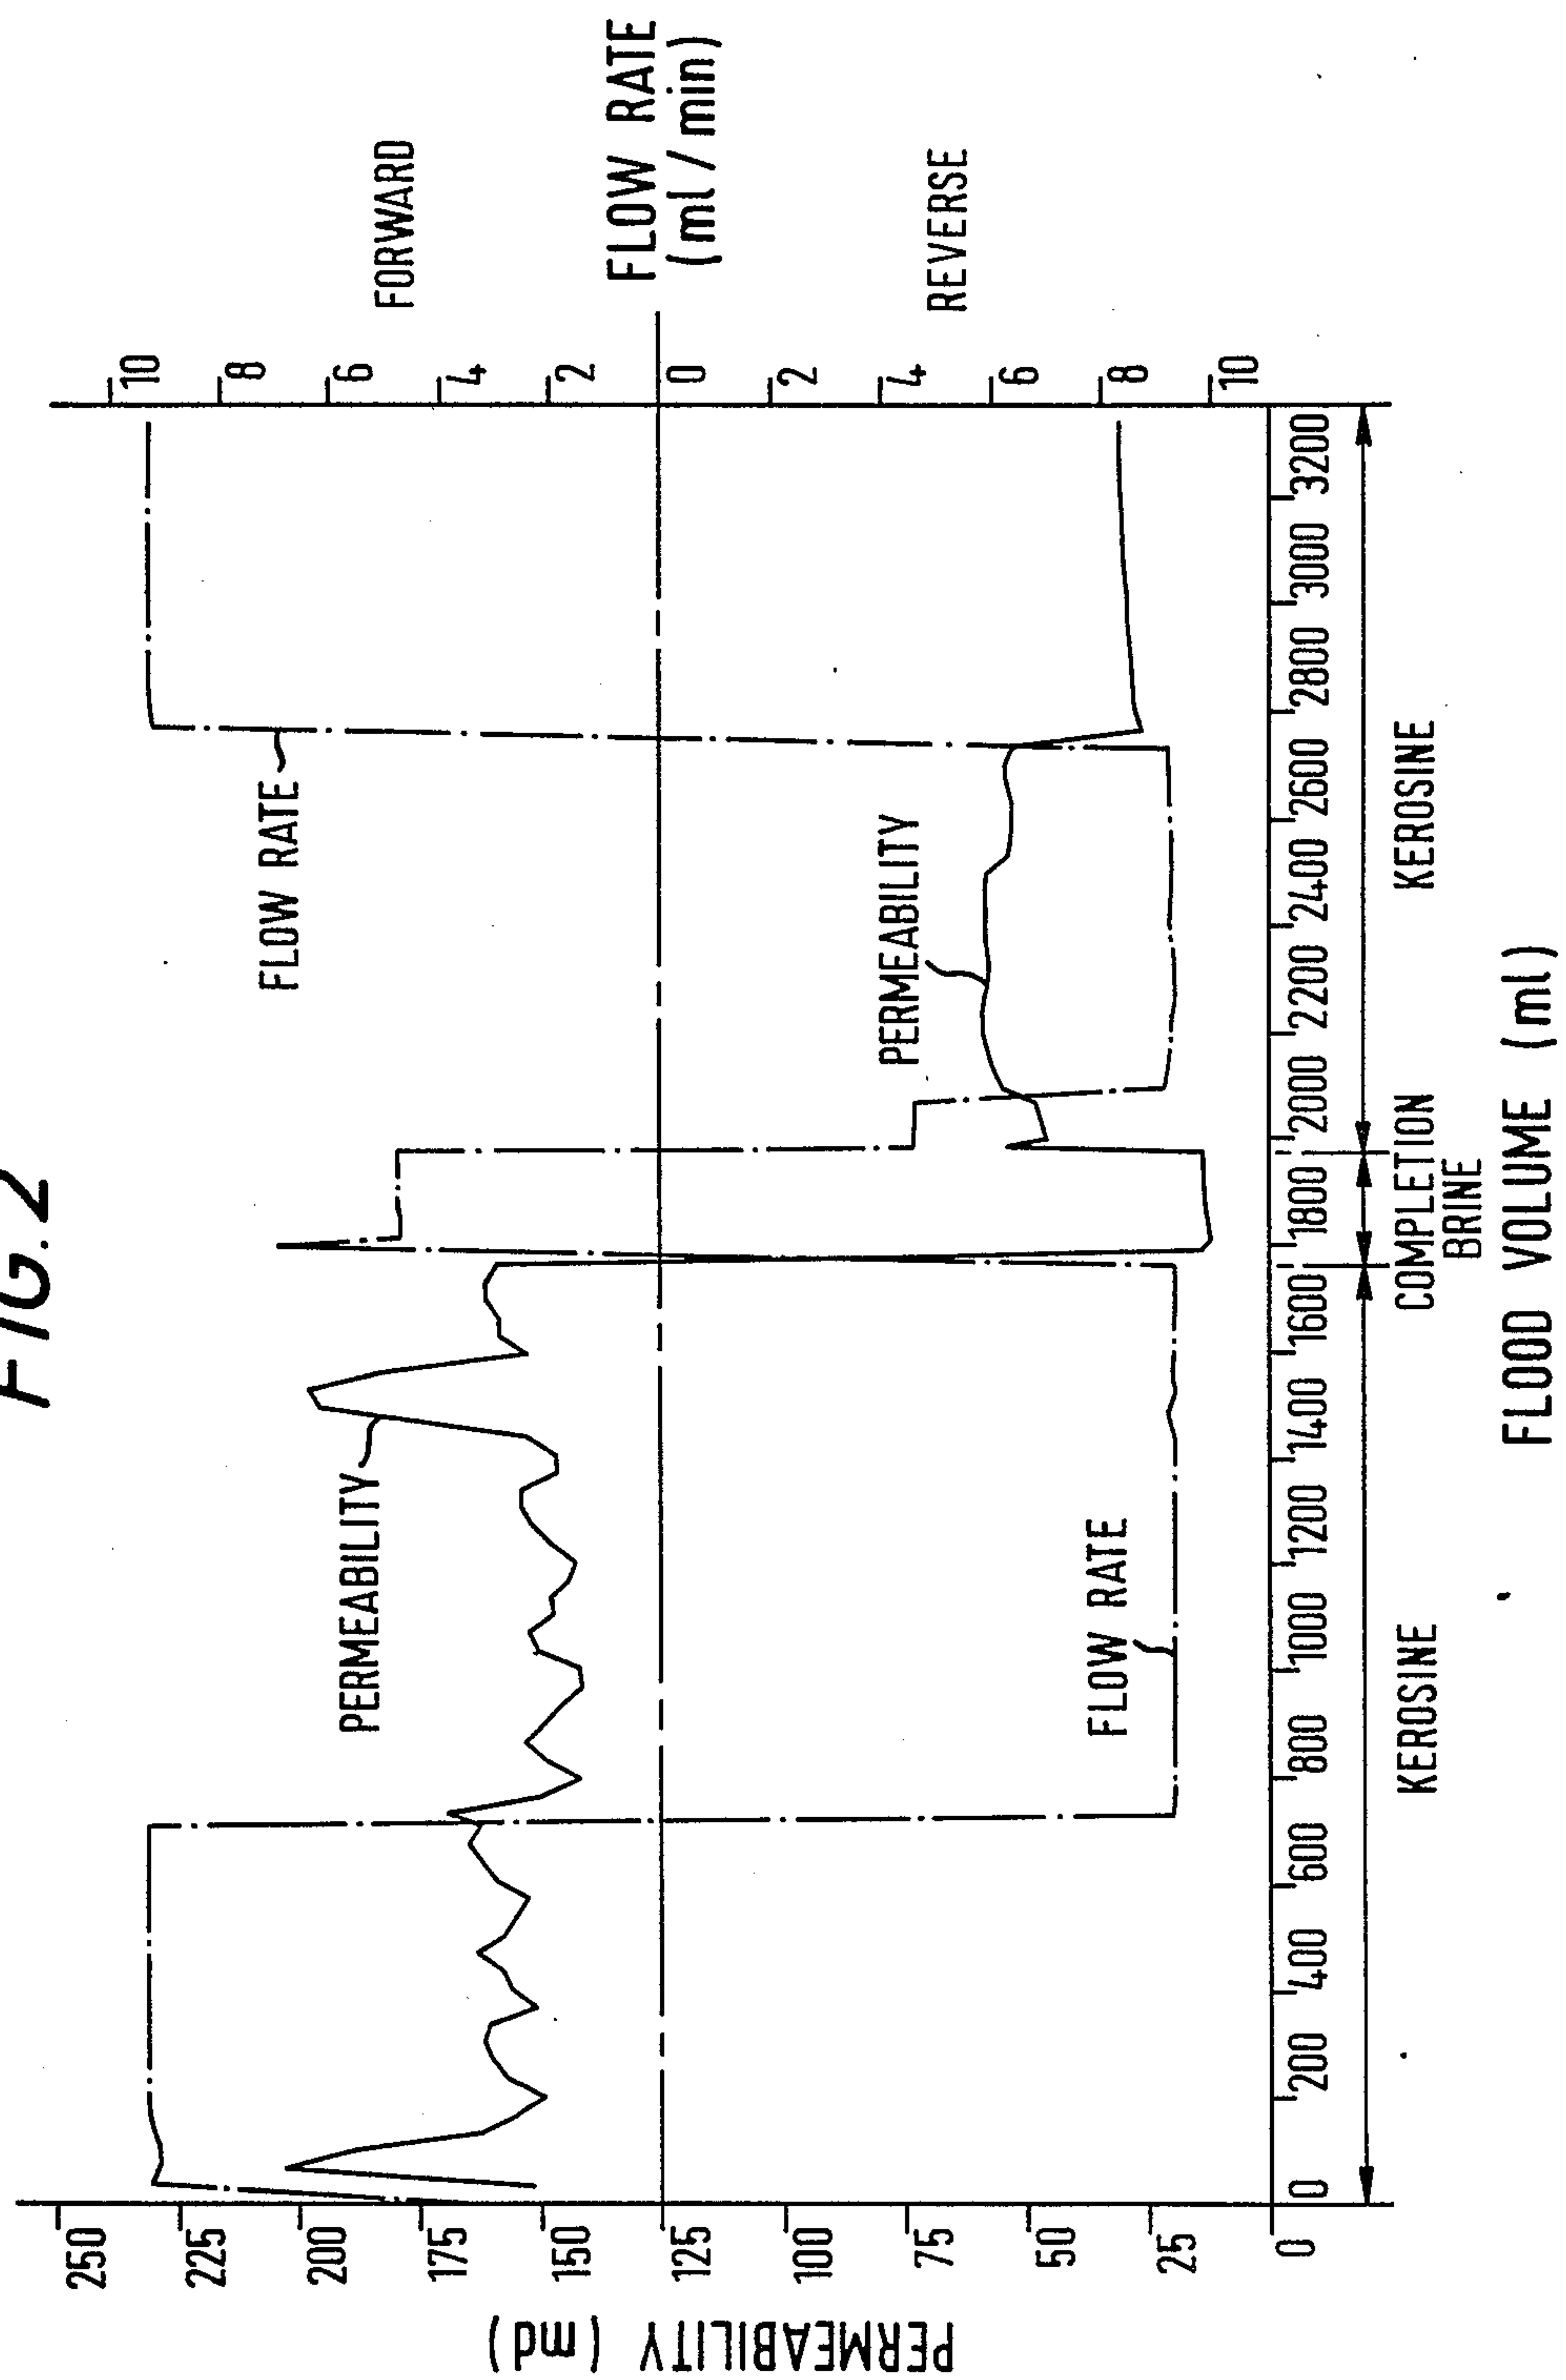 FIG. 2
PERMEABILITY (md)
250
225
200
175
150
125
100
75
50
25
0
FLOW RATE
PERMEABILITY
PERMEABILITY
FLOW RATE
10
8
6
4
2
0
2
4
6
8
10
FORWARD
FLOW RATE
(ml / min)
REVERSE
0 200 400 600 800 1000 1200 1400 1600 1800 2000 2200 2400 2600 2800 3000 3200
KEROSINE
COMPLETION
BRINE
KEROSINE
FLOOD VOLUME (ml)